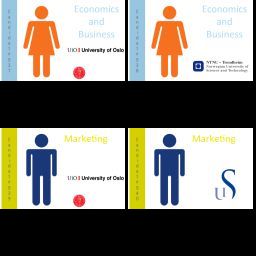 Economics
and
Business
UiO University of Oslo
Economics
and
Business
NTNU – Trondheim
Norwegian University of
Science and Technology
Marketing
UiO University of Oslo
Marketing
uS